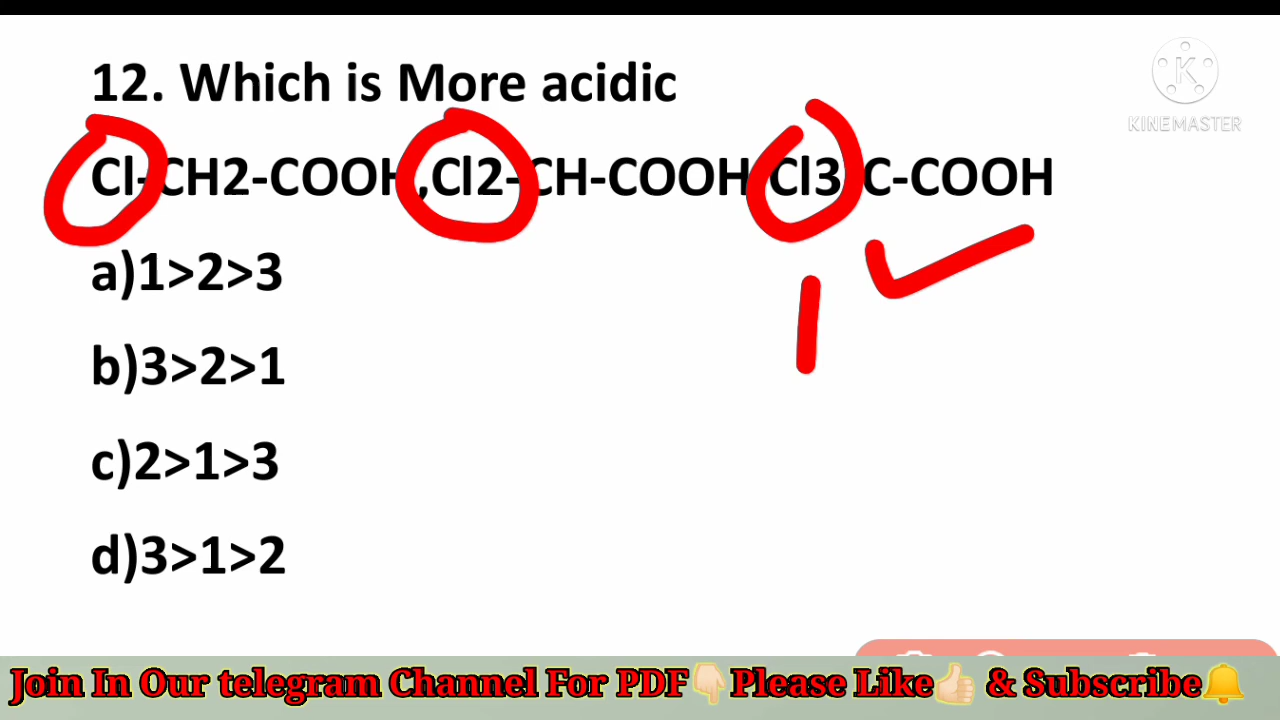 12. Which is More acidic
KINEMASTER
Cl-CH2-COOH,Cl2-CH-COOH Cl3 C-COOH
a)1>2>3
b)3>2>1
c)2>1>3
d)3>1>2
Join In Our telegram Channel For PDF👇Please Like👍 & Subscribe🔔